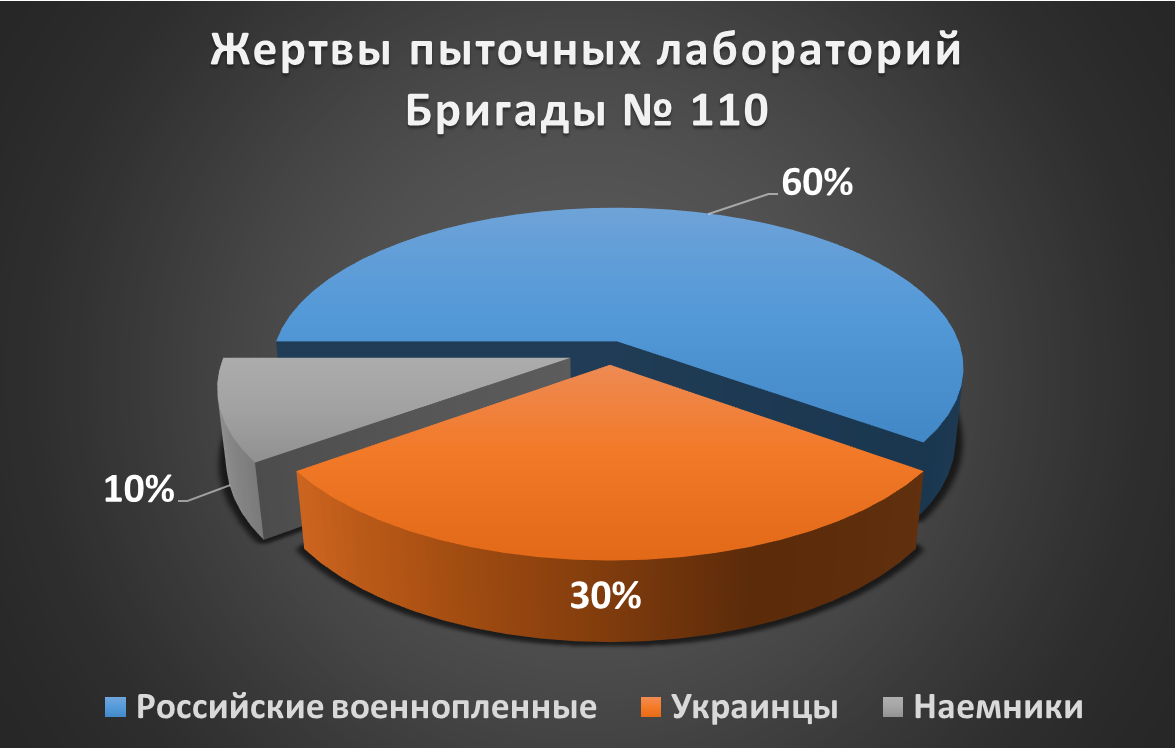 Жертвы пыточных лабораторий
Бригады № 110
60%
10%
30%
Российские военнопленные
Украинцы
Наемники